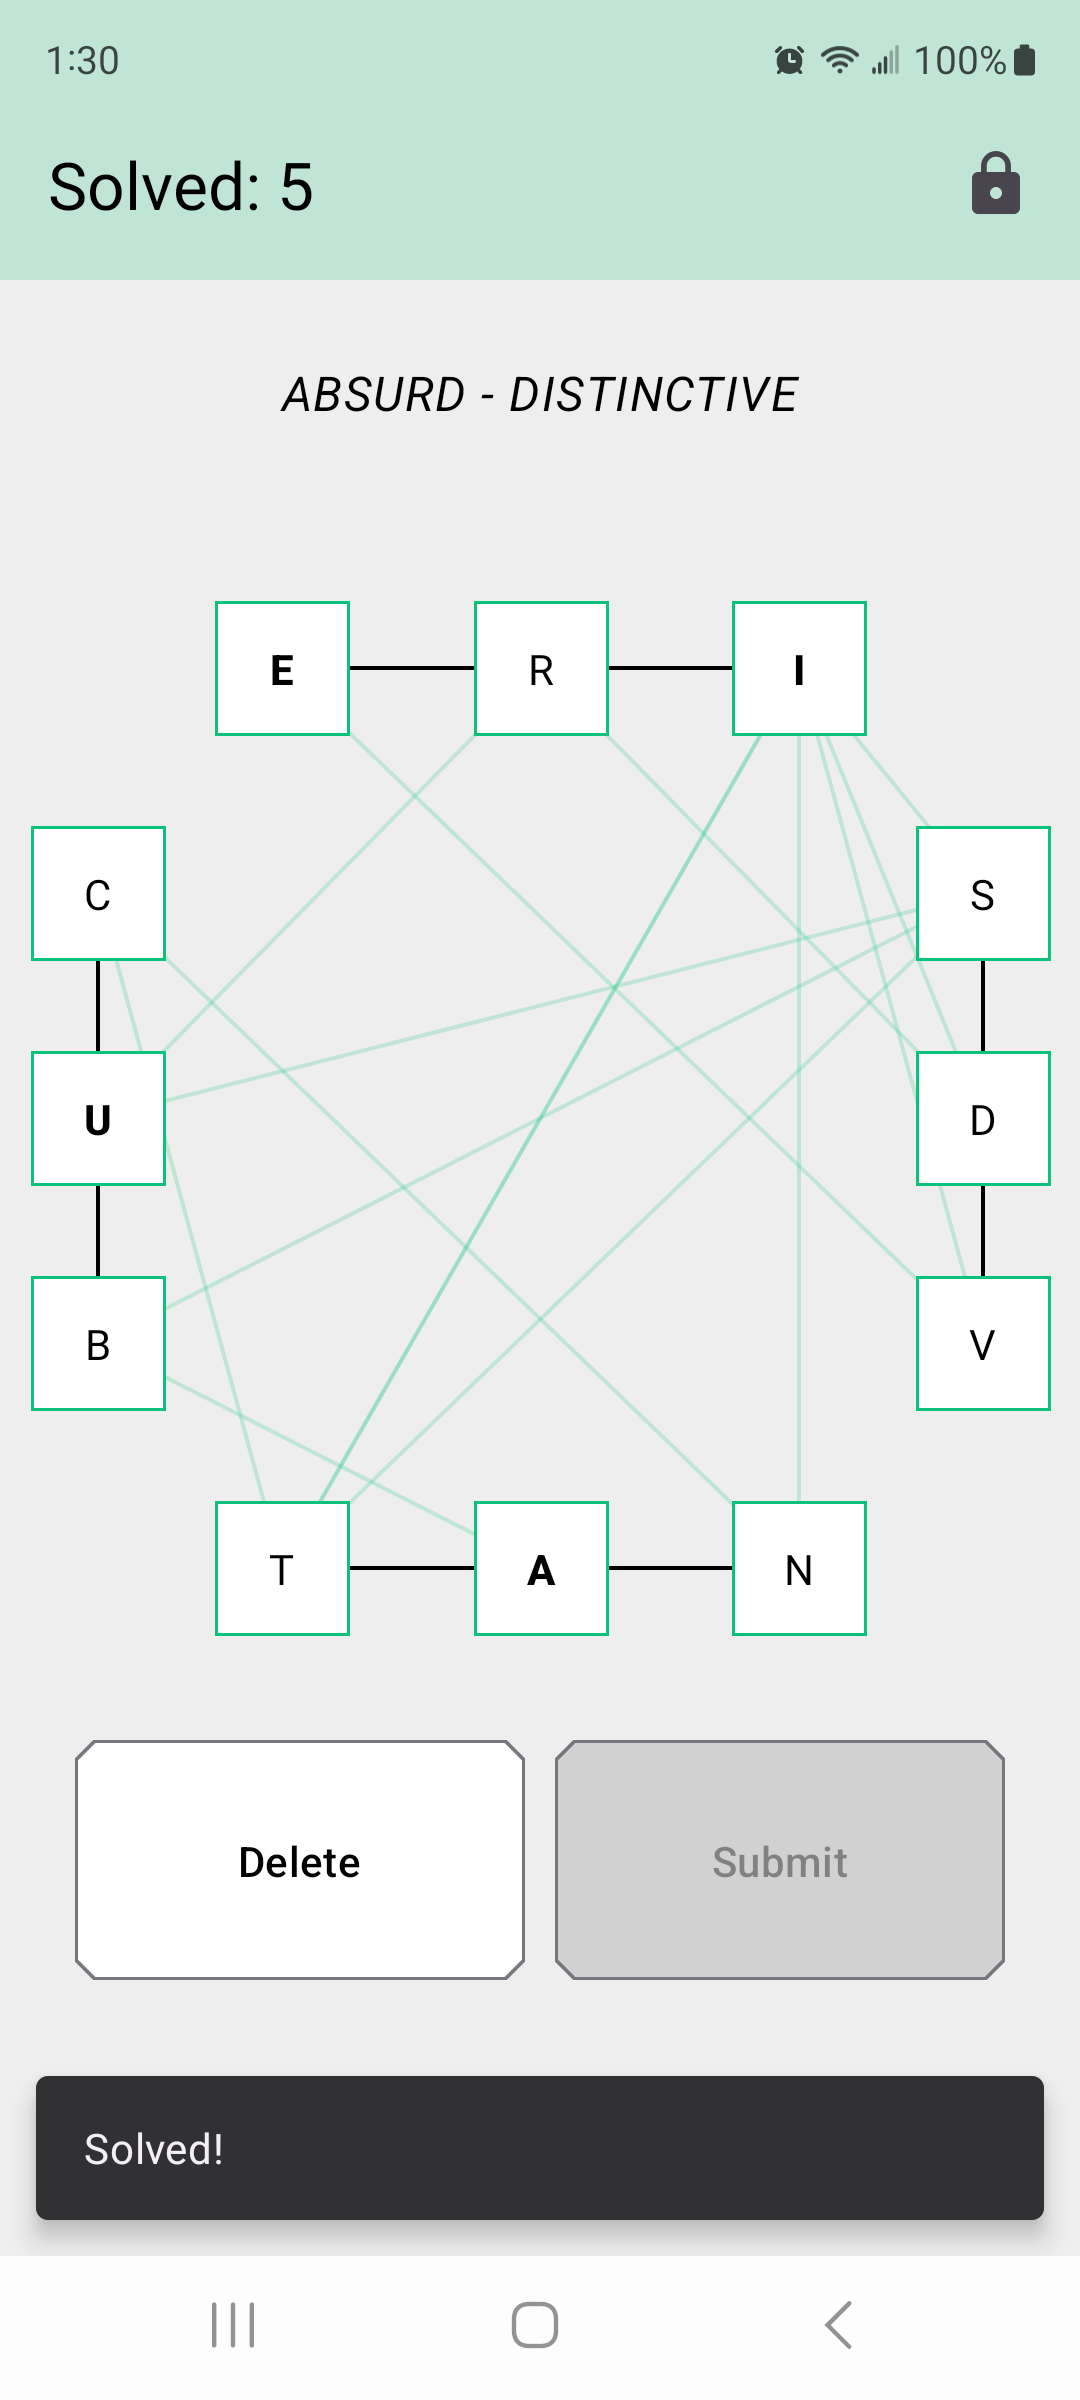 1:30 100%
Solved: 5
ABSURD - DISTINCTIVE
E R I
C S
U D
B V
T A N
Delete Submit
Solved!